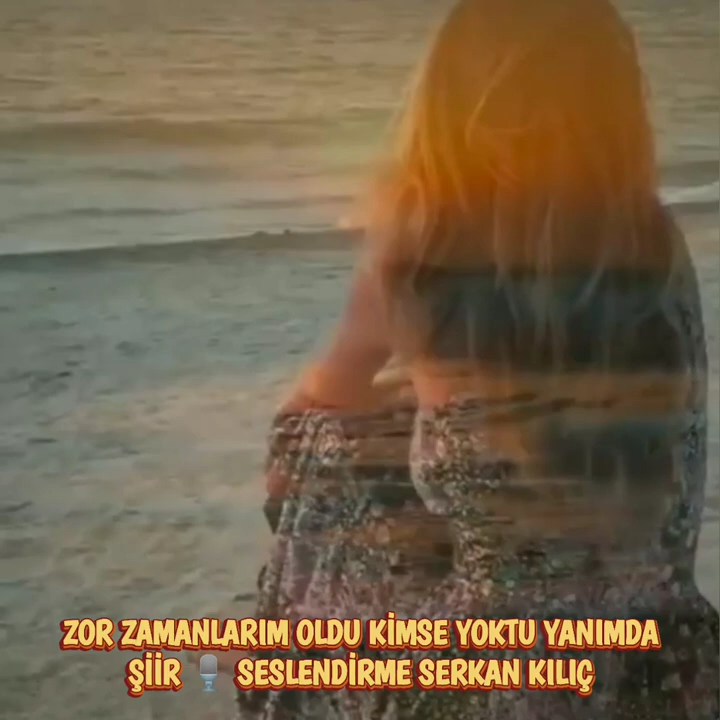 ZOR ZAMANLARIM OLDU KİMSE YOKTU YANIMDA
ŞİİR 🎙️ SESLENDİRME SERKAN KILIÇ